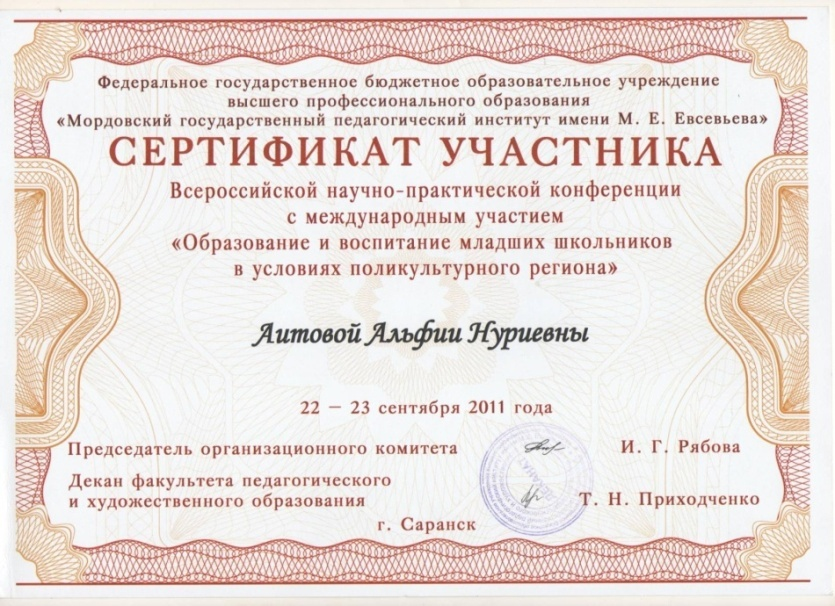 Федеральное государственное бюджетное образовательное учреждение
высшего профессионального образования
«Мордовский государственный педагогический институт имени М. Е. Евсевьева»
СЕРТИФИКАТ УЧАСТНИКА
Всероссийской научно-практической конференции
с международным участием
«Образование и воспитание младших школьников
в условиях поликультурного региона»
Аитовой Альфии Нуриевны
22 – 23 сентября 2011 года
Председатель организационного комитета И. Г. Рябова
Декан факультета педагогического
и художественного образования Т. Н. Приходченко
г. Саранск